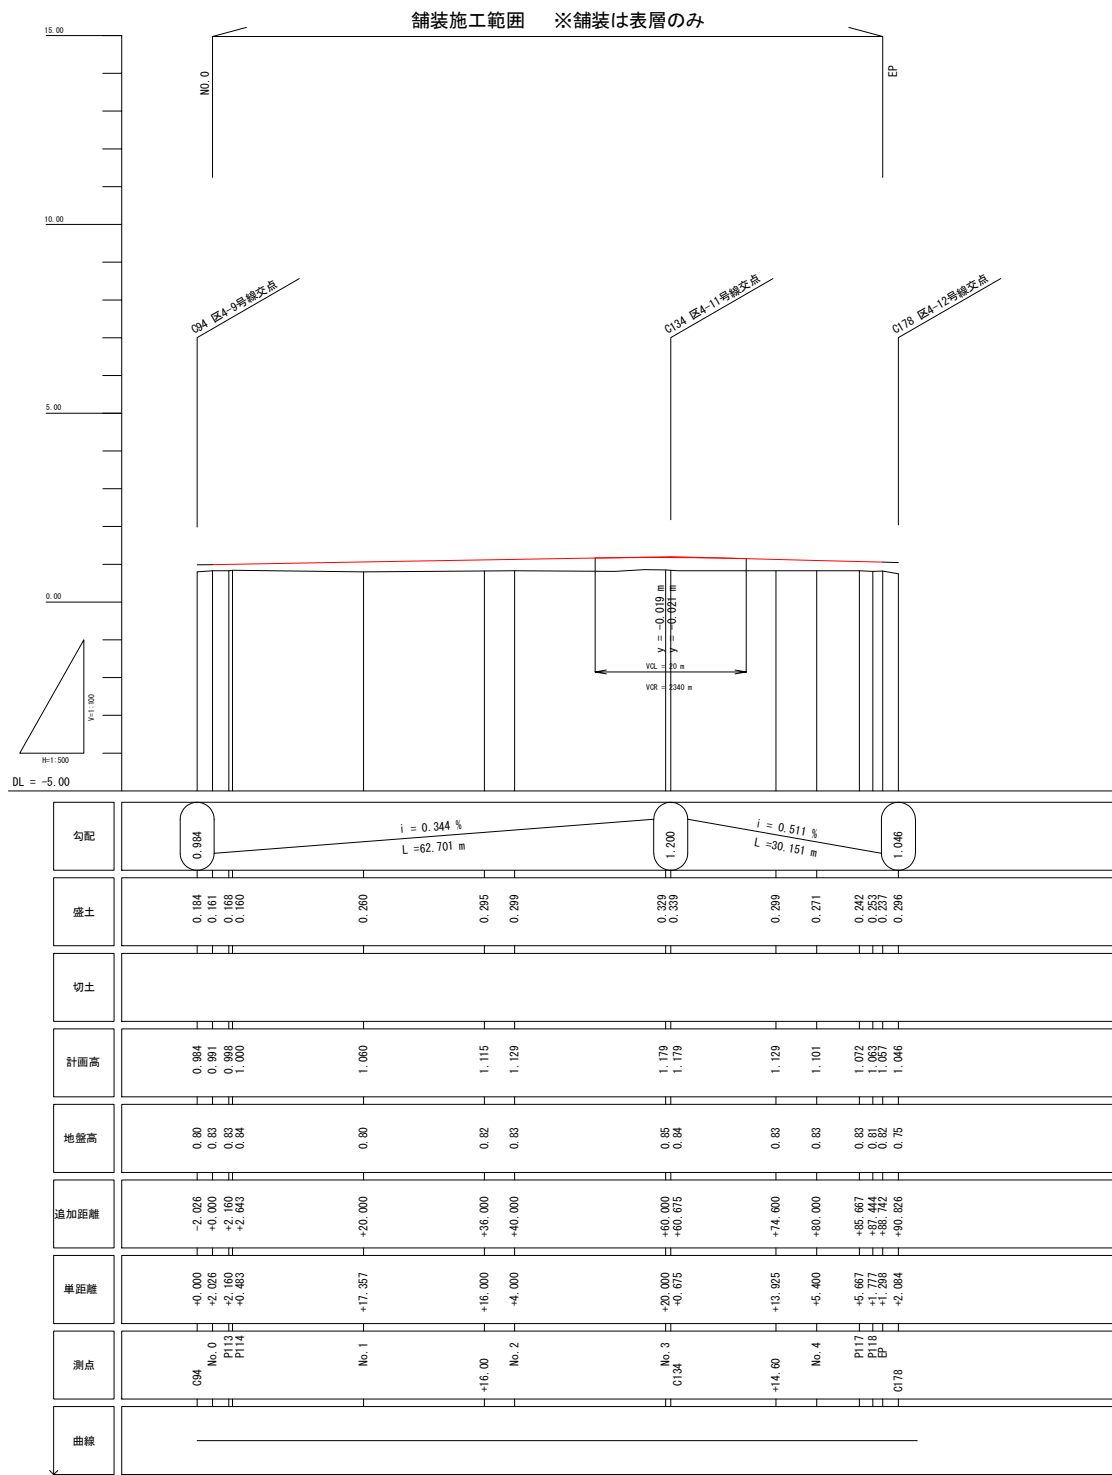 舗装施工範囲　※舗装は表層のみ
15.00
10.00
5.00
0.00
NO.0
EP
C94 区4-9号線交点
C134 区4-11号線交点
C178 区4-12号線交点
y = -0.019 m
y = -0.021 m
VCL = 20 m
VCR = 2340 m
V=1:100
H=1:500
DL = -5.00
勾配
0.984
i = 0.344 %
L =62.701 m
1.200
i = 0.511 %
L =30.151 m
1.046
盛土
0.184 0.161 0.168 0.160 0.260 0.295 0.299 0.329 0.339 0.299 0.271 0.242 0.253 0.237 0.296
切土
計画高
0.984 0.991 0.998 1.000 1.060 1.115 1.129 1.179 1.179 1.129 1.101 1.072 1.063 1.057 1.046
地盤高
0.80 0.83 0.83 0.84 0.80 0.82 0.83 0.85 0.84 0.83 0.83 0.83 0.81 0.82 0.75
追加距離
-2.026 +0.000 +2.160 +2.643 +20.000 +36.000 +40.000 +60.000 +60.675 +74.600 +80.000 +85.667 +87.444 +88.742 +90.826
単距離
+0.000 +2.026 +2.160 +0.483 +17.357 +16.000 +4.000 +20.000 +0.675 +13.925 +5.400 +5.667 +1.777 +1.298 +2.084
測点
C94 No.0 P113 P114 No.1 +16.00 No.2 No.3 C134 +14.60 No.4 P117 P118 EP C178
曲線